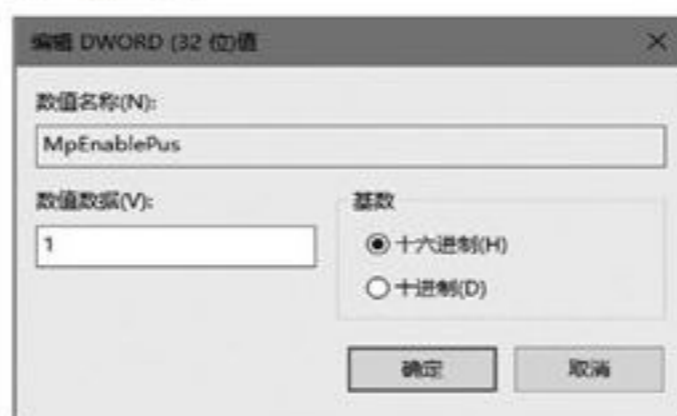 编辑 DWORD (32 位)值
数值名称(N):
MpEnablePus
数值数据(V):
1
基数
十六进制(H)
十进制(D)
确定
取消